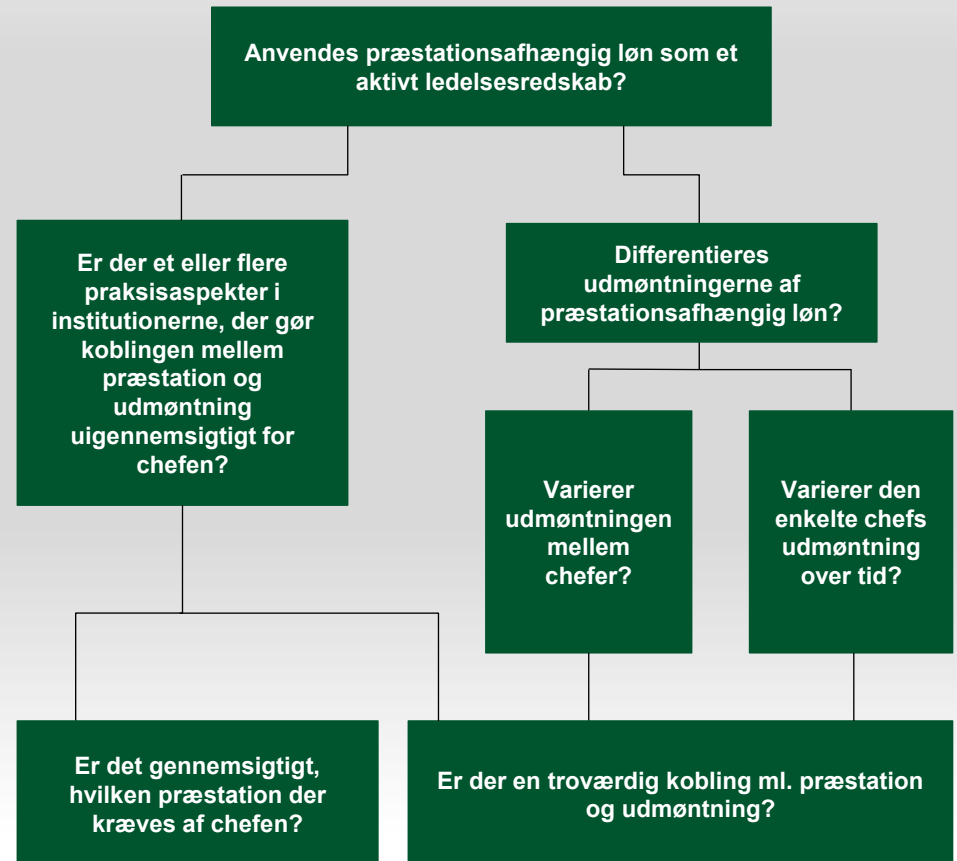 Anvendes præstationsafhængig løn som et
aktivt ledelsesredskab?
Er der et eller flere
praksisaspekter i
institutionerne, der gør
koblingen mellem
præstation og
udmøntning
uigennemsigtigt for
chefen?
Differentieres
udmøntningerne af
præstationsafhængig løn?
Varierer
udmøntningen
mellem
chefer?
Varierer den
enkelte chefs
udmøntning
over tid?
Er det gennemsigtigt,
hvilken præstation der
kræves af chefen?
Er der en troværdig kobling ml. præstation
og udmøntning?